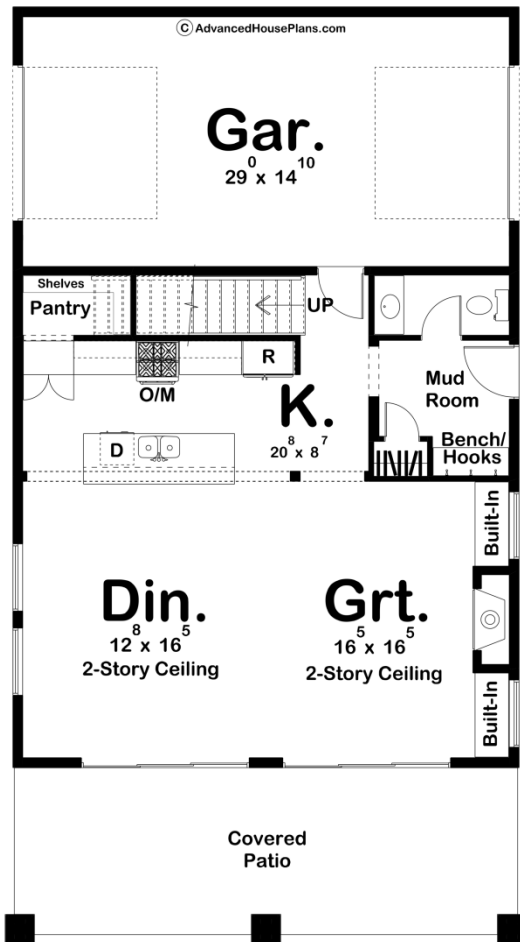 © AdvancedHousePlans.com
Gar.
29⁰ x 14¹⁰
Shelves
Pantry
UP
R
O/M
K.
20⁸ x 8⁷
Mud
Room
Bench/
Hooks
D
Built-In
Din.
12⁸ x 16⁵
2-Story Ceiling
Grt.
16⁵ x 16⁵
2-Story Ceiling
Built-In
Covered
Patio